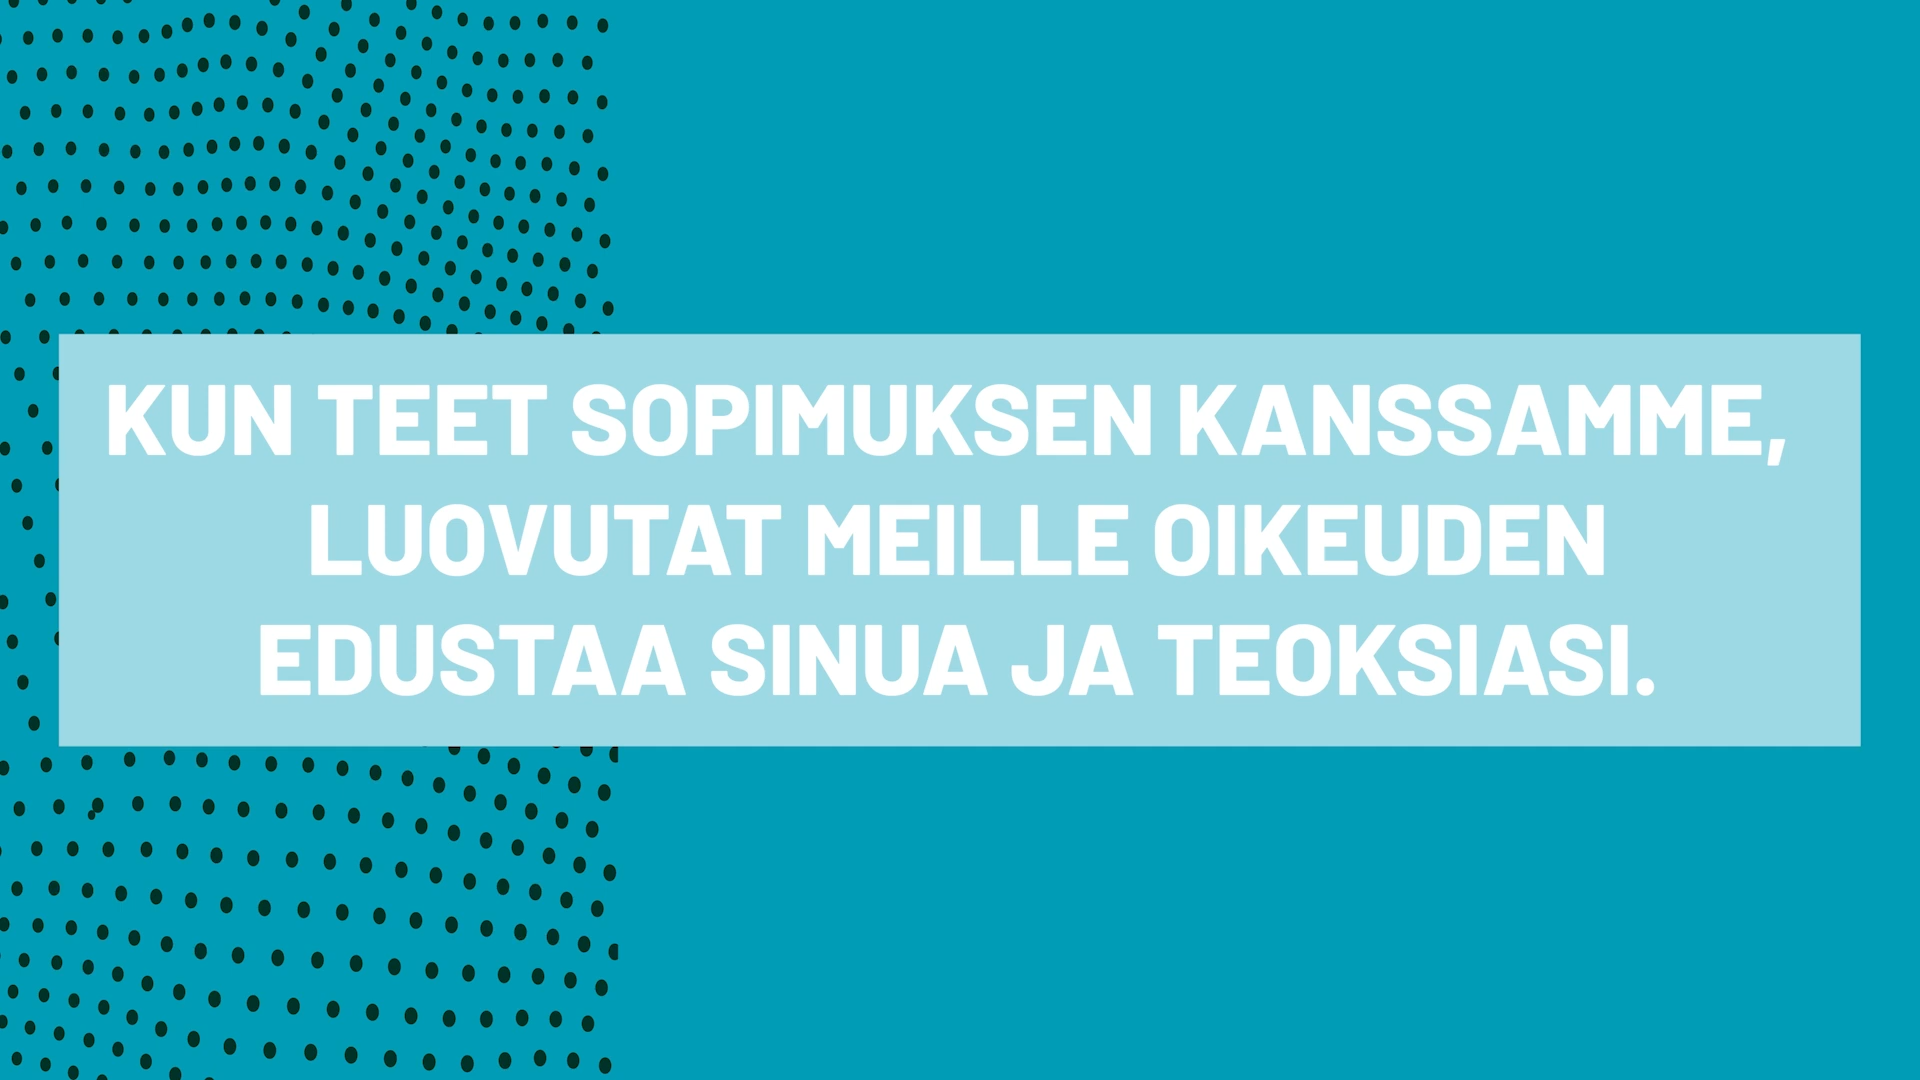 KUN TEET SOPIMUKSEN KANSSAMME,
LUOVUTAT MEILLE OIKEUDEN
EDUSTAA SINUA JA TEOKSIASI.